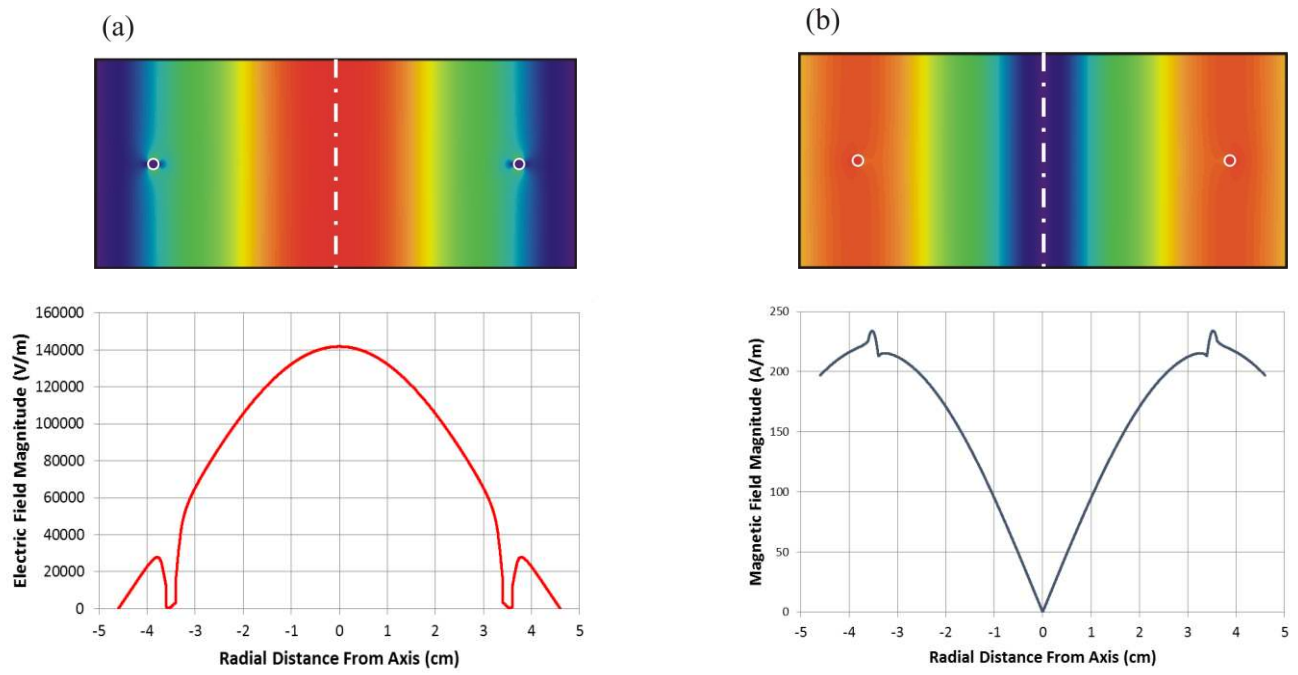 (a)
(b)
160000
140000
120000
100000
80000
60000
40000
20000
0
Electric Field Magnitude (V/m)
-5 -4 -3 -2 -1 0 1 2 3 4 5
Radial Distance From Axis (cm)
250
200
150
100
50
0
Magnetic Field Magnitude (A/m)
-5 -4 -3 -2 -1 0 1 2 3 4 5
Radial Distance From Axis (cm)